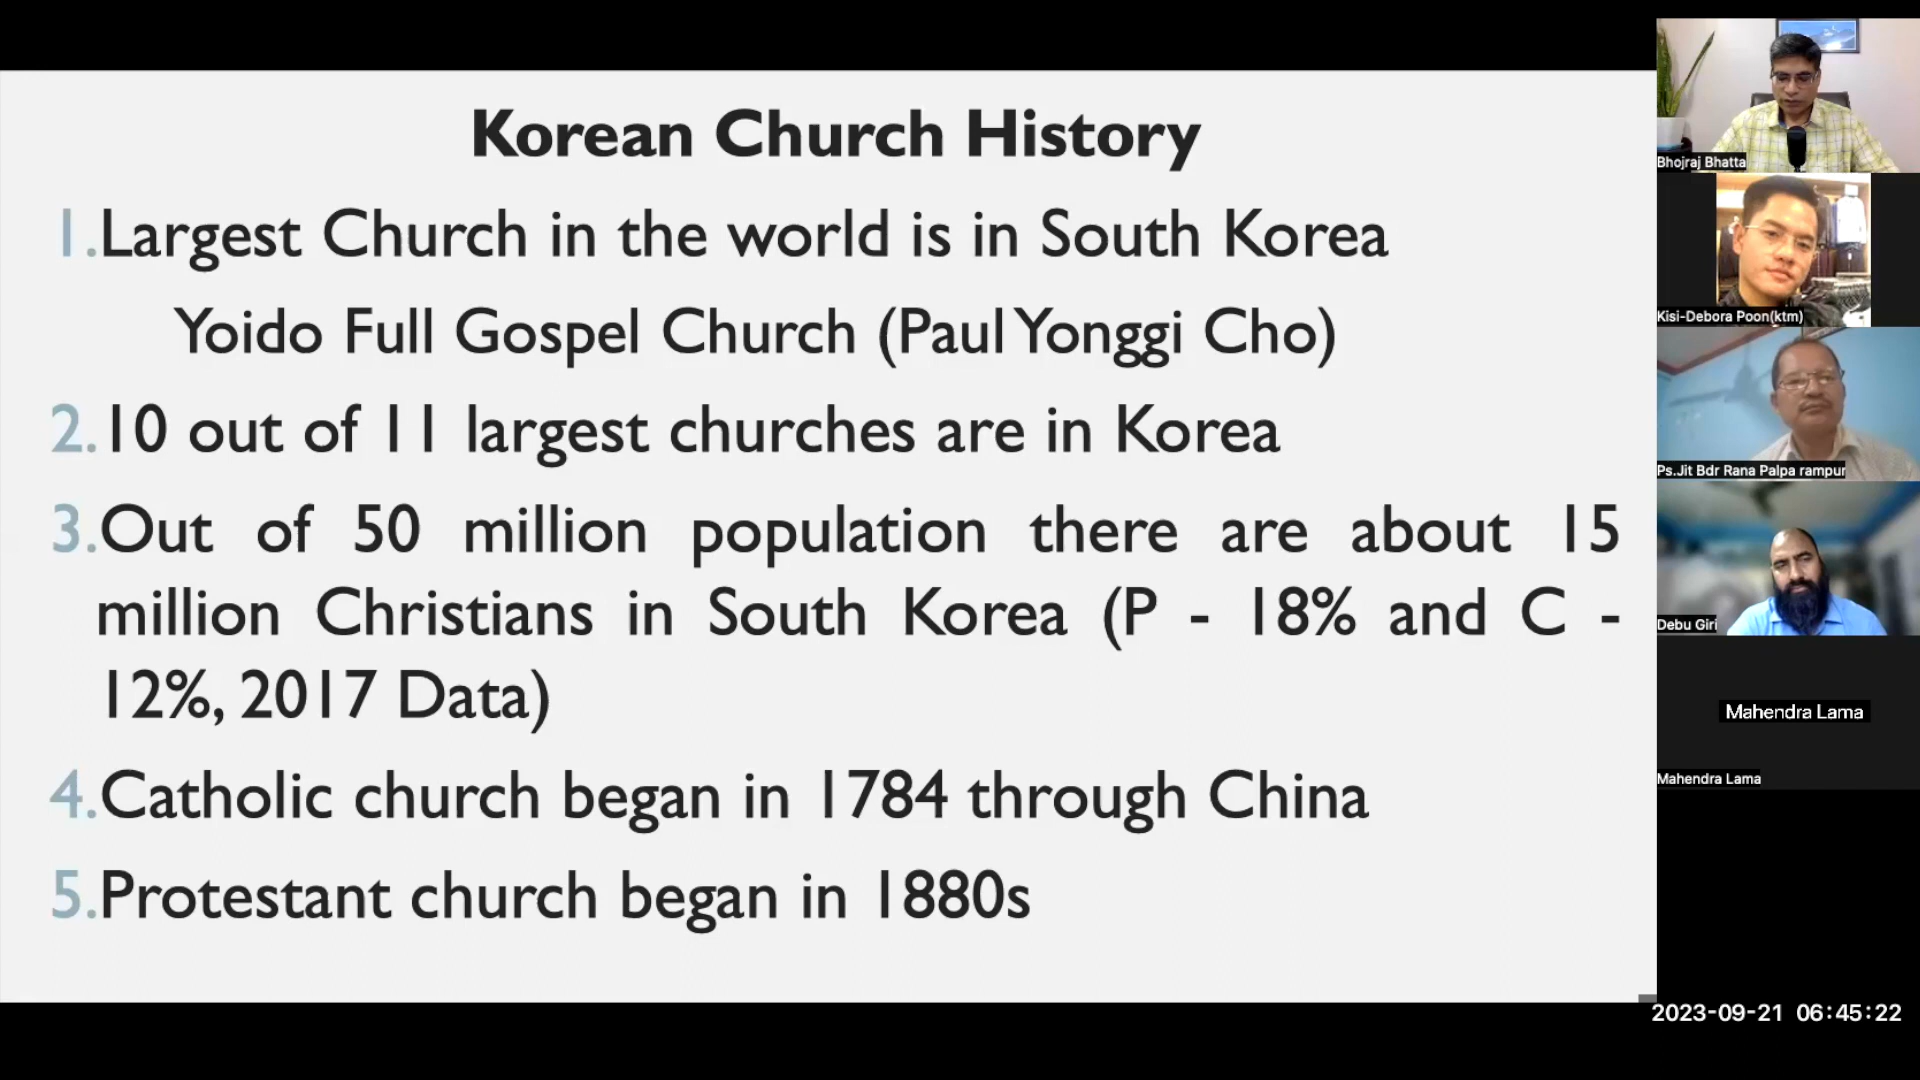 Korean Church History
1.Largest Church in the world is in South Korea
Yoido Full Gospel Church (Paul Yonggi Cho)
2.10 out of 11 largest churches are in Korea
3.Out of 50 million population there are about 15
million Christians in South Korea (P - 18% and C -
12%, 2017 Data)
4.Catholic church began in 1784 through China
5.Protestant church began in 1880s
Bhojraj Bhatta
Kisi-Debora Poon(ktm)
Ps.Jit Bdr Rana Palpa rampur
Debu Giri
Mahendra Lama
Mahendra Lama
2023-09-21 06:45:22